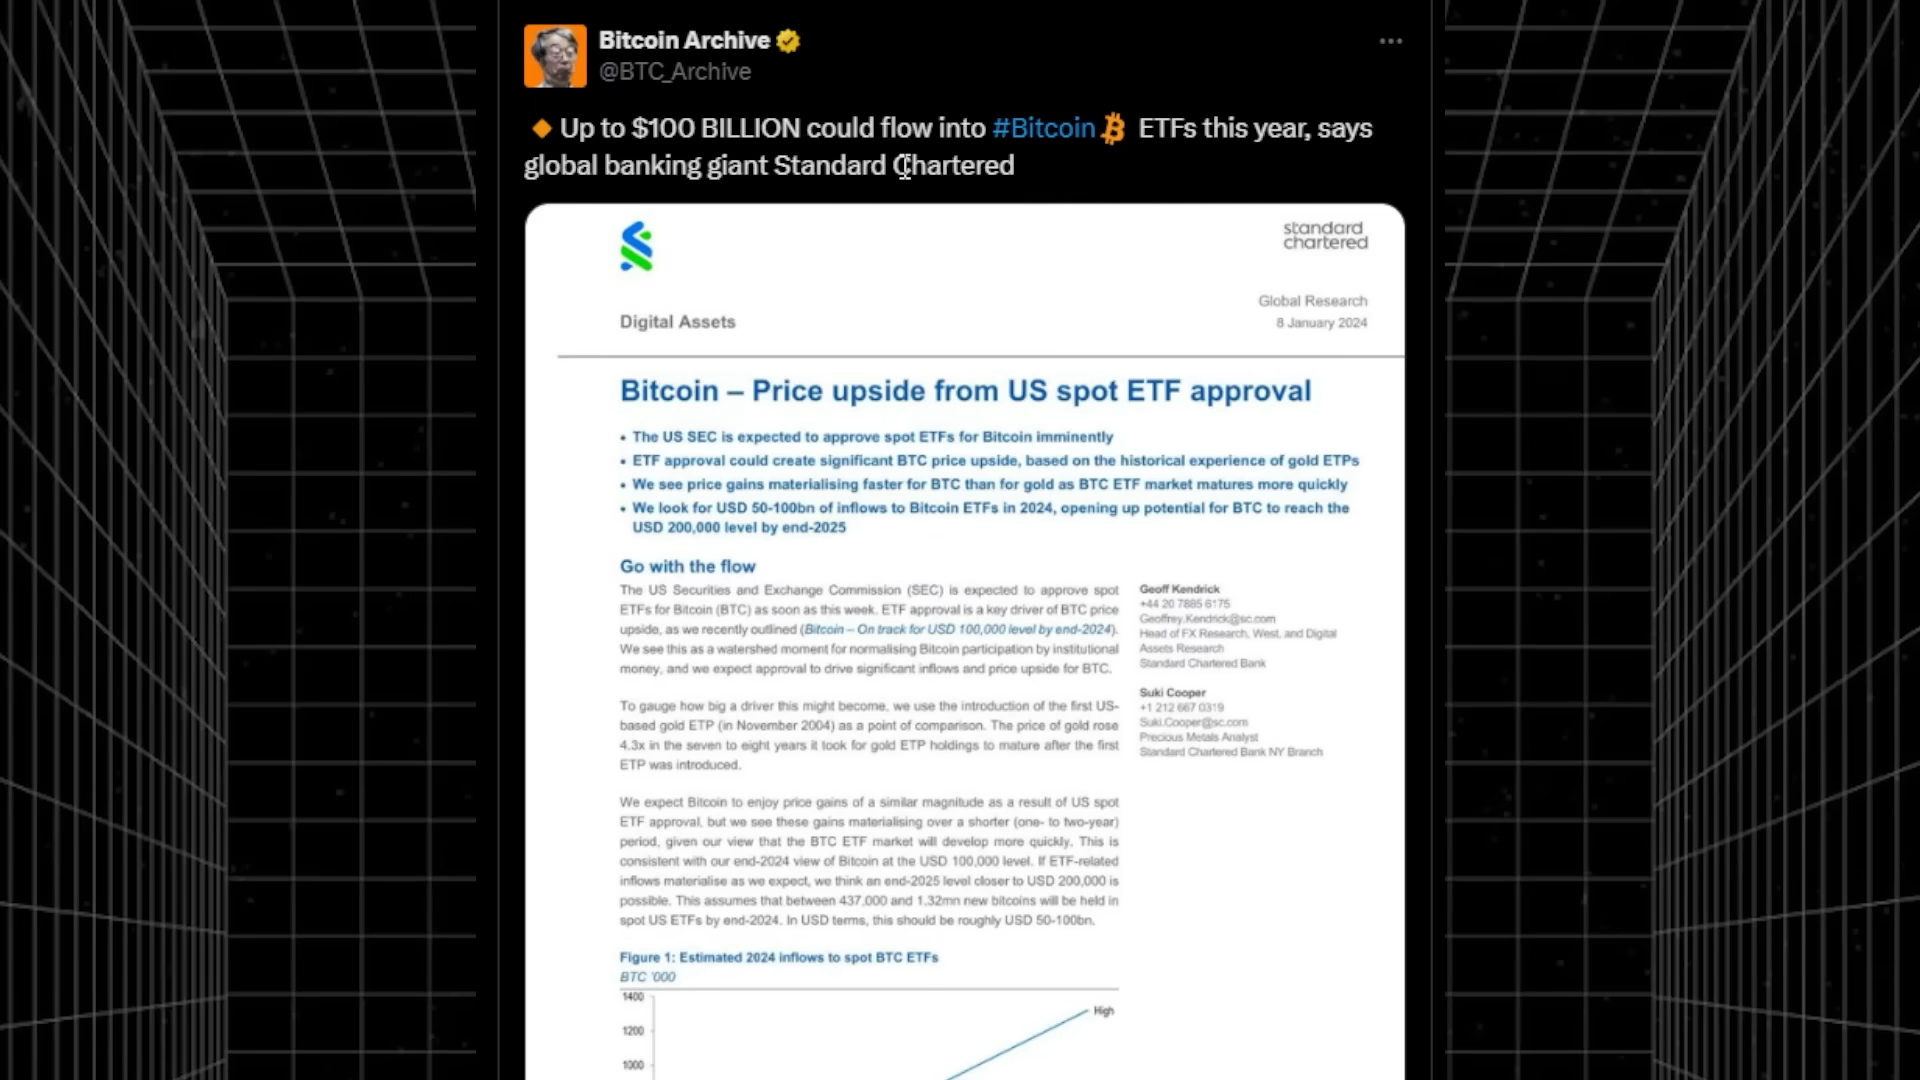 Bitcoin Archive
@BTC_Archive
Up to $100 BILLION could flow into #Bitcoin ETFs this year, says
global banking giant Standard Chartered
standard
chartered
Global Research
Digital Assets
8 January 2024
Bitcoin – Price upside from US spot ETF approval
• The US SEC is expected to approve spot ETFs for Bitcoin imminently
• ETF approval could create significant BTC price upside, based on the historical experience of gold ETPs
• We see price gains materialising faster for BTC than for gold as BTC ETF market matures more quickly
• We look for USD 50-100bn of inflows to Bitcoin ETFs in 2024, opening up potential for BTC to reach the
USD 200,000 level by end-2025
Go with the flow
The US Securities and Exchange Commission (SEC) is expected to approve spot
ETFs for Bitcoin (BTC) as soon as this week. ETF approval is a key driver of BTC price
upside, as we recently outlined (Bitcoin – On track for USD 100,000 level by end-2024).
We see this as a watershed moment for normalising Bitcoin participation by institutional
money, and we expect approval to drive significant inflows and price upside for BTC.
To gauge how big a driver this might become, we use the introduction of the first US-
based gold ETP (in November 2004) as a point of comparison. The price of gold rose
4.3x in the seven to eight years it took for gold ETP holdings to mature after the first
ETP was introduced.
We expect Bitcoin to enjoy price gains of a similar magnitude as a result of US spot
ETF approval, but we see these gains materialising over a shorter (one- to two-year)
period, given our view that the BTC ETF market will develop more quickly. This is
consistent with our end-2024 view of Bitcoin at the USD 100,000 level. If ETF-related
inflows materialise as we expect, we think an end-2025 level closer to USD 200,000 is
possible. This assumes that between 437,000 and 1.32mn new bitcoins will be held in
spot US ETFs by end-2024. In USD terms, this should be roughly USD 50-100bn.
Geoff Kendrick
+44 20 7885 6175
Geoffrey.Kendrick@sc.com
Head of FX Research, West, and Digital
Assets Research
Standard Chartered Bank
Suki Cooper
+1 212 667 0319
Suki.Cooper@sc.com
Precious Metals Analyst
Standard Chartered Bank NY Branch
Figure 1: Estimated 2024 inflows to spot BTC ETFs
BTC '000
1400
High
1200
1000